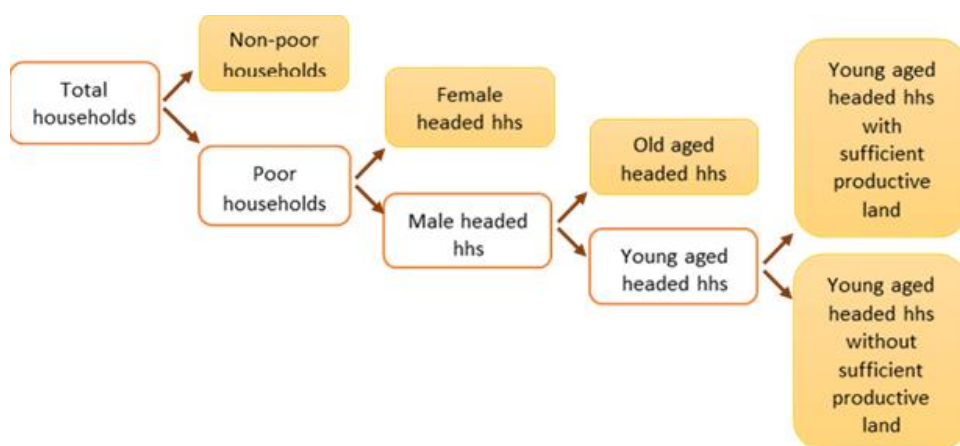 Total
households
Non-poor
households
Poor
households
Female
headed hhs
Male headed
hhs
Old aged
headed hhs
Young aged
headed hhs
Young aged
headed hhs
with
sufficient
productive
land
Young aged
headed hhs
without
sufficient
productive
land